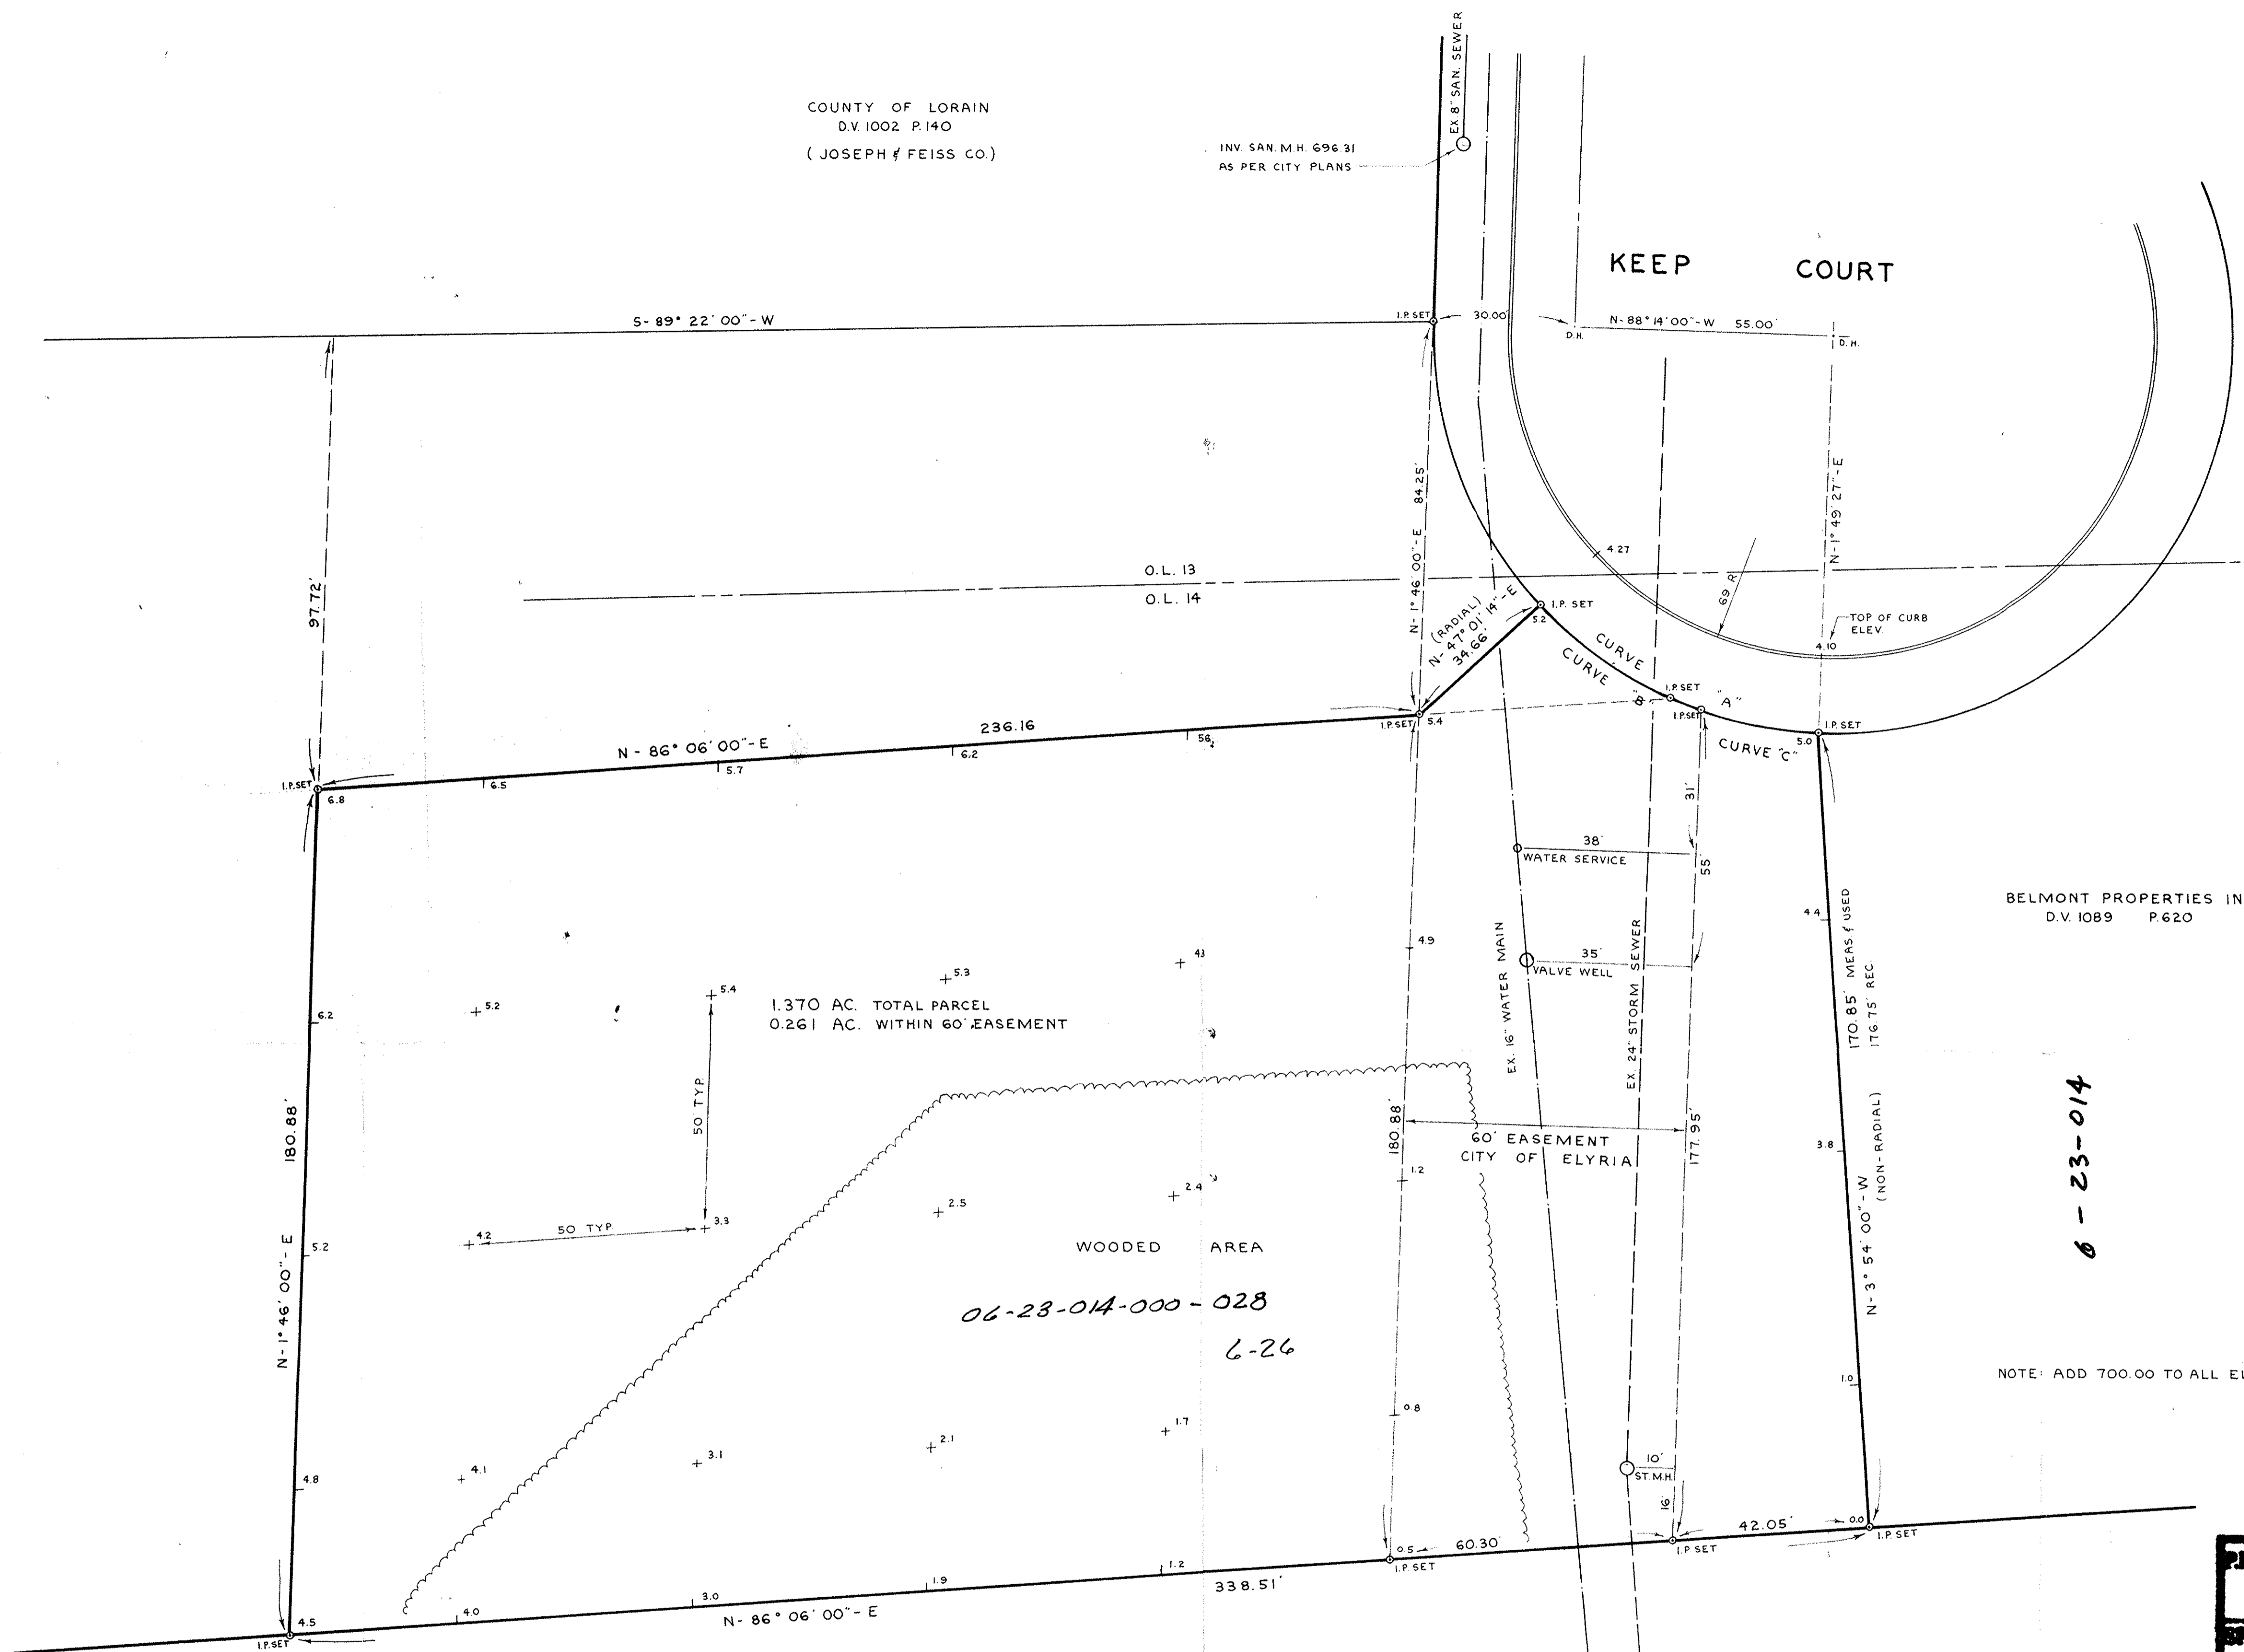 COUNTY OF LORAIN
D.V. 1002 P. 140
( JOSEPH & FEISS CO.)
EX 8" SAN. SEWER
INV. SAN. M.H. 696.31
AS PER CITY PLANS
KEEP COURT
S- 89° 22' 00"- W
I.P. SET
30.00'
N- 88° 14' 00"- W 55.00'
D.H.
D.H.
97.72'
N- 1° 46' 00"- E 84.25'
N- 1° 49' 27"- E
O.L. 13
O.L. 14
4.27
69 R
TOP OF CURB
ELEV.
4.10
(RADIAL)
N- 47° 01' 14"- E
34.66'
I.P. SET
5.2
CURVE "A"
CURVE "B"
I.P. SET
I.P. SET
I.P. SET
5.0
CURVE "C"
I.P. SET
5.4
236.16
N - 86° 06' 00"- E
56
6.2
5.7
6.5
I.P. SET
6.8
31'
38'
WATER SERVICE
55'
35'
VALVE WELL
EX. 16" WATER MAIN
EX. 24" STORM SEWER
4.4
170.85' MEAS. & USED
176.75' REC.
BELMONT PROPERTIES IN
D.V. 1089 P. 620
4.9
43
5.3
5.4
5.2
6.2
1.370 AC. TOTAL PARCEL
0.261 AC. WITHIN 60' EASEMENT
50 TYP.
180.88'
180.88'
60' EASEMENT
CITY OF ELYRIA
177.95'
3.8
N- 3° 54' 00"- W
(NON-RADIAL)
6 - 23-014
1.2
2.4
2.5
3.3
50 TYP
4.2
5.2
N- 1° 46' 00"- E
WOODED AREA
06-23-014-000-028
6-26
NOTE: ADD 700.00 TO ALL EL
1.0
0.8
1.7
2.1
3.1
4.1
4.8
10'
ST. M.H.
16'
42.05'
0.0
I.P. SET
I.P. SET
60.30'
0.5
I.P. SET
338.51'
1.2
1.9
3.0
4.0
4.5
N- 86° 06' 00"- E
I.P. SET